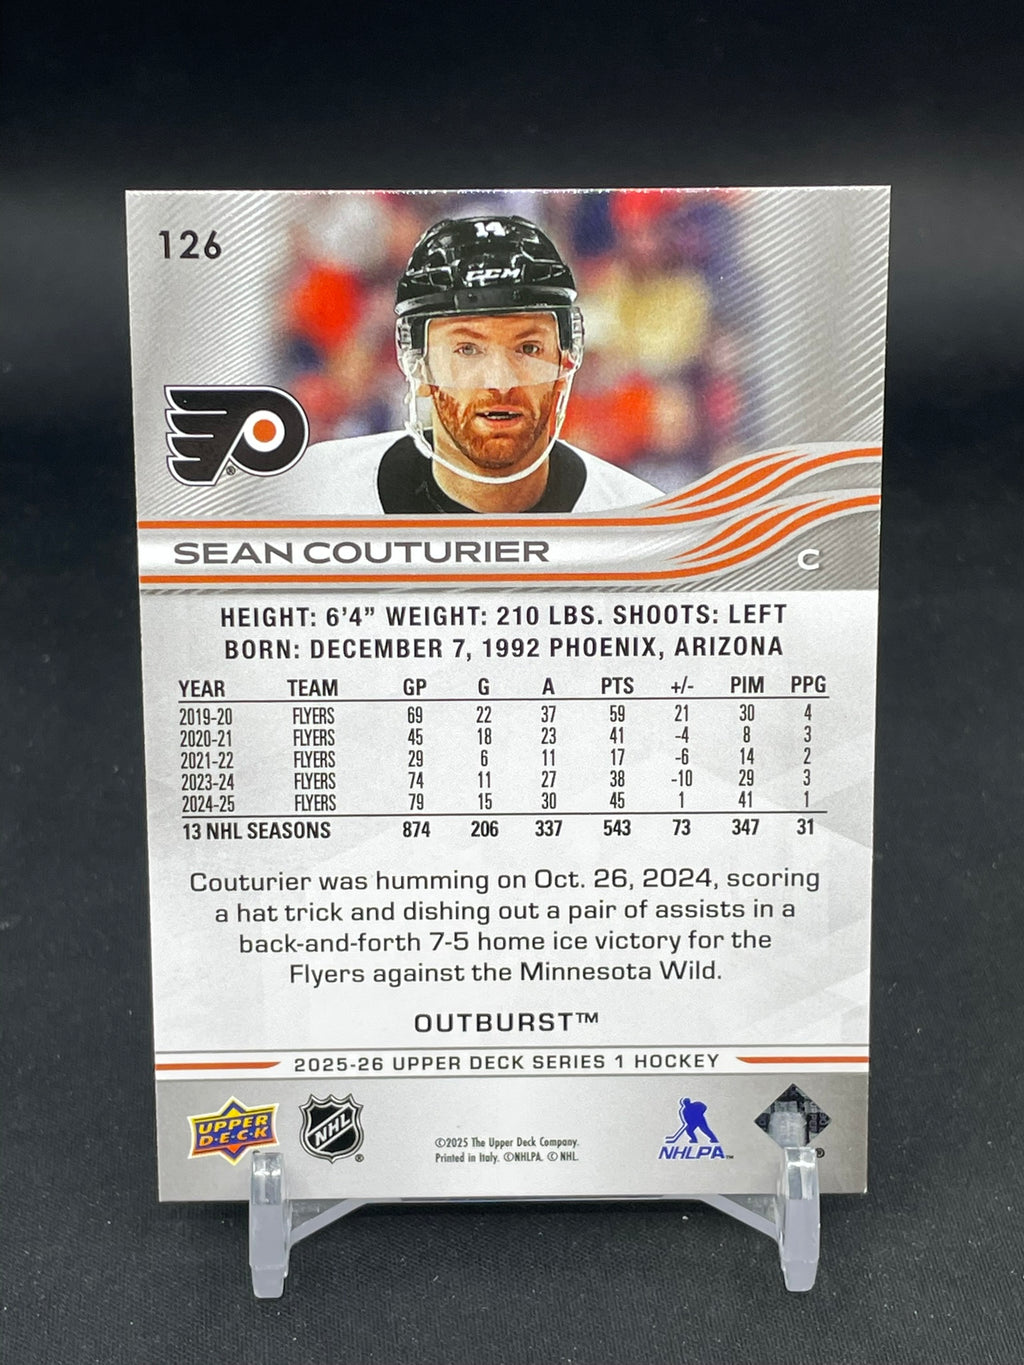 126
14
CCM
SEAN COUTURIER
C
HEIGHT: 6'4" WEIGHT: 210 LBS. SHOOTS: LEFT
BORN: DECEMBER 7, 1992 PHOENIX, ARIZONA
YEAR TEAM GP G A PTS +/- PIM PPG
2019-20 FLYERS 69 22 37 59 21 30 4
2020-21 FLYERS 45 18 23 41 -4 8 3
2021-22 FLYERS 29 6 11 17 -6 14 2
2023-24 FLYERS 74 11 27 38 -10 29 3
2024-25 FLYERS 79 15 30 45 1 41 1
13 NHL SEASONS 874 206 337 543 73 347 31
Couturier was humming on Oct. 26, 2024, scoring
a hat trick and dishing out a pair of assists in a
back-and-forth 7-5 home ice victory for the
Flyers against the Minnesota Wild.
OUTBURST™
2025-26 UPPER DECK SERIES 1 HOCKEY
UPPER
D·E·C·K
NHL
©2025 The Upper Deck Company.
Printed in Italy. ©NHLPA. © NHL.
NHLPA™